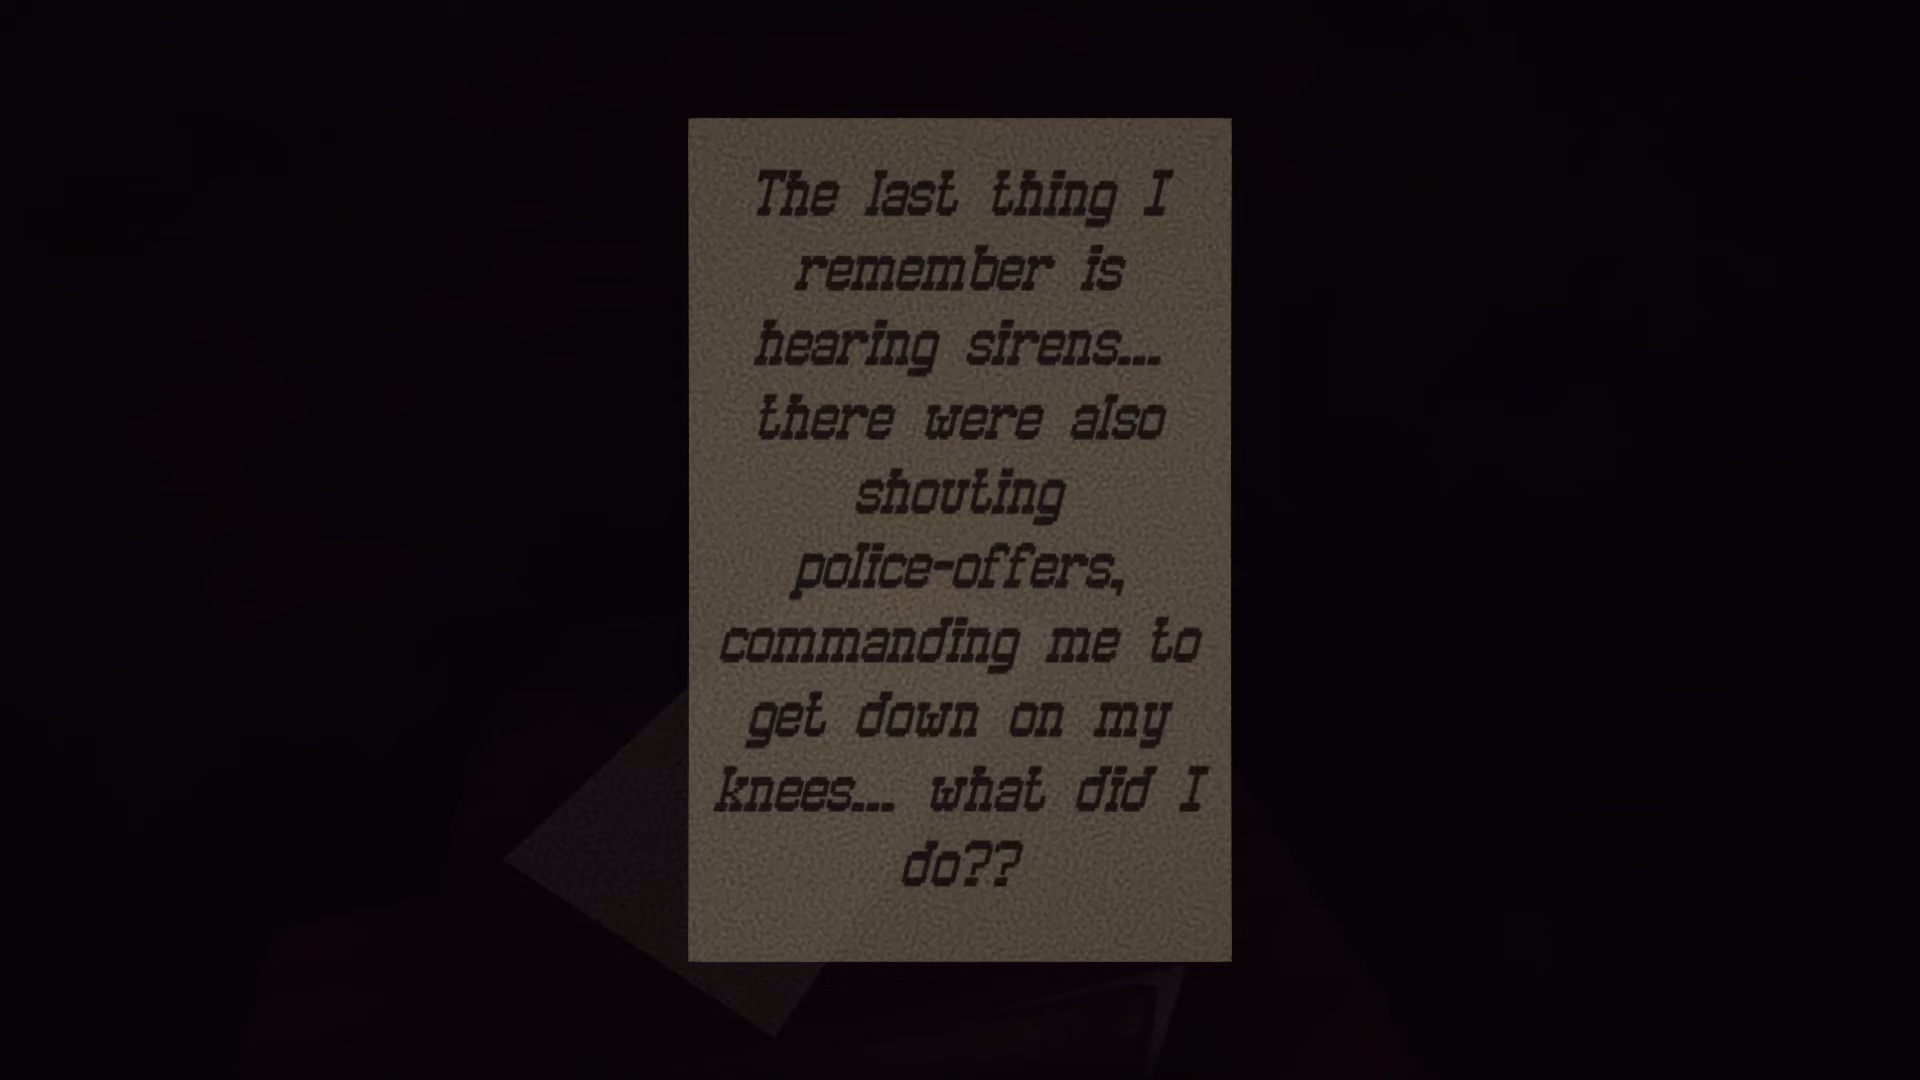 The last thing I
remember is
hearing sirens...
there were also
shouting
police-offers,
commanding me to
get down on my
knees... what did I
do??